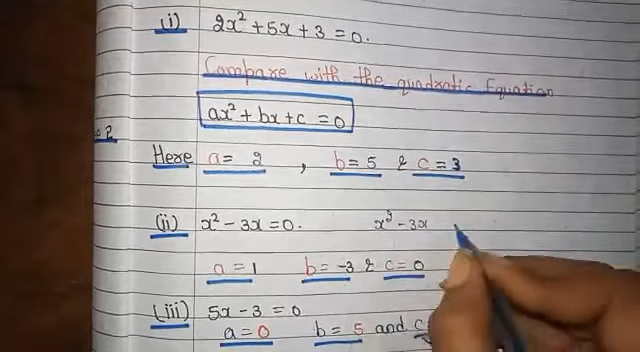 (i) 2x² + 5x + 3 = 0.
Compare with the quadratic Equation
ax² + bx + c = 0
Here a = 2 , b = 5 & c = 3
(ii) x² - 3x = 0. x² - 3x
a = 1 b = -3 & c = 0
(iii) 5x - 3 = 0
a = 0 b = 5 and c